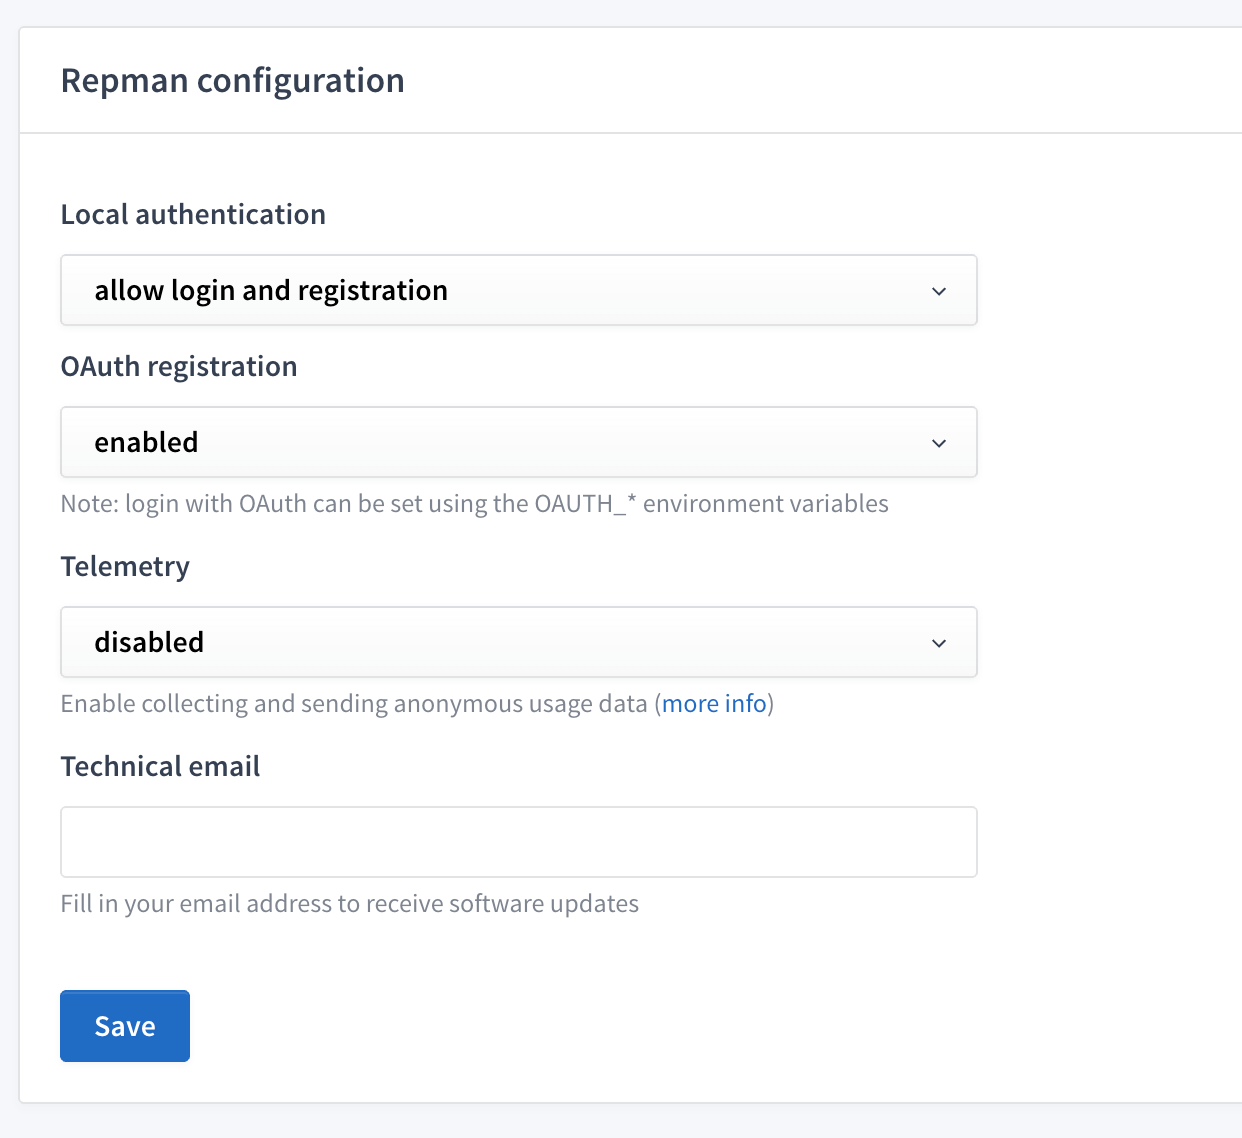 Repman configuration
Local authentication
allow login and registration
OAuth registration
enabled
Note: login with OAuth can be set using the OAUTH_* environment variables
Telemetry
disabled
Enable collecting and sending anonymous usage data (more info)
Technical email
Fill in your email address to receive software updates
Save